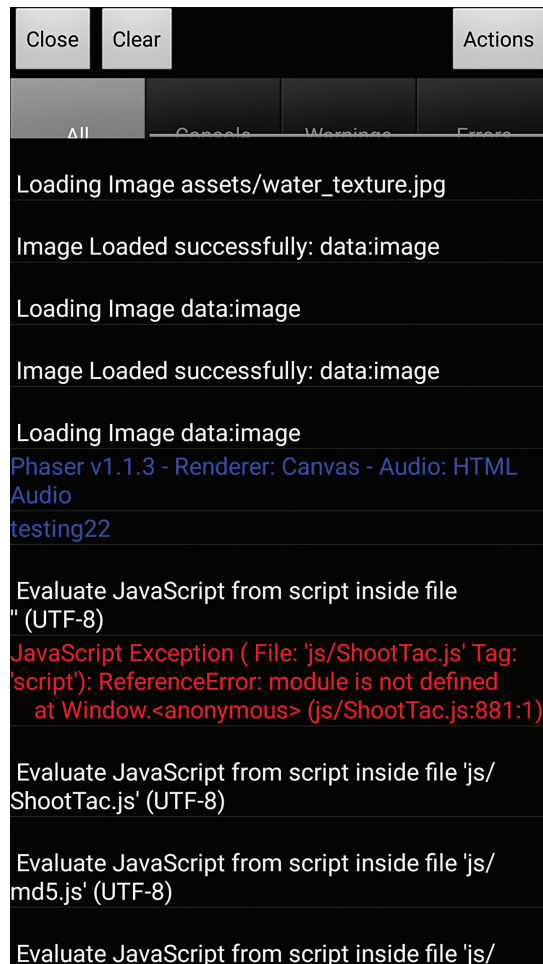 Close Clear Actions
All Console Warnings Errors
Loading Image assets/water_texture.jpg
Image Loaded successfully: data:image
Loading Image data:image
Image Loaded successfully: data:image
Loading Image data:image
Phaser v1.1.3 - Renderer: Canvas - Audio: HTML
Audio
testing22
Evaluate JavaScript from script inside file
'' (UTF-8)
JavaScript Exception ( File: 'js/ShootTac.js' Tag:
'script'): ReferenceError: module is not defined
at Window.<anonymous> (js/ShootTac.js:881:1)
Evaluate JavaScript from script inside file 'js/
ShootTac.js' (UTF-8)
Evaluate JavaScript from script inside file 'js/
md5.js' (UTF-8)
Evaluate JavaScript from script inside file 'js/